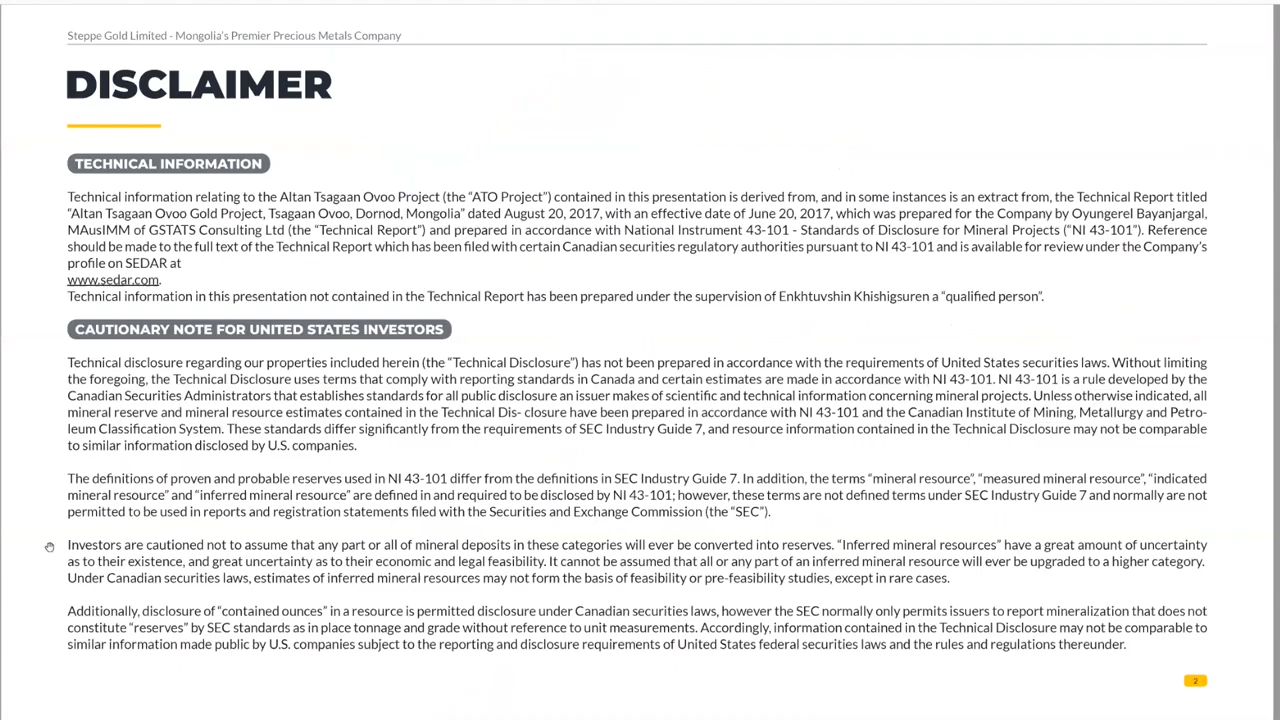 Steppe Gold Limited - Mongolia's Premier Precious Metals Company
DISCLAIMER
TECHNICAL INFORMATION
Technical information relating to the Altan Tsagaan Ovoo Project (the “ATO Project”) contained in this presentation is derived from, and in some instances is an extract from, the Technical Report titled
“Altan Tsagaan Ovoo Gold Project, Tsagaan Ovoo, Dornod, Mongolia” dated August 20, 2017, with an effective date of June 20, 2017, which was prepared for the Company by Oyungerel Bayanjargal,
MAusIMM of GSTATS Consulting Ltd (the “Technical Report”) and prepared in accordance with National Instrument 43-101 - Standards of Disclosure for Mineral Projects (“NI 43-101”). Reference
should be made to the full text of the Technical Report which has been filed with certain Canadian securities regulatory authorities pursuant to NI 43-101 and is available for review under the Company’s
profile on SEDAR at
www.sedar.com.
Technical information in this presentation not contained in the Technical Report has been prepared under the supervision of Enkhtuvshin Khishigsuren a “qualified person”.
CAUTIONARY NOTE FOR UNITED STATES INVESTORS
Technical disclosure regarding our properties included herein (the “Technical Disclosure”) has not been prepared in accordance with the requirements of United States securities laws. Without limiting
the foregoing, the Technical Disclosure uses terms that comply with reporting standards in Canada and certain estimates are made in accordance with NI 43-101. NI 43-101 is a rule developed by the
Canadian Securities Administrators that establishes standards for all public disclosure an issuer makes of scientific and technical information concerning mineral projects. Unless otherwise indicated, all
mineral reserve and mineral resource estimates contained in the Technical Dis- closure have been prepared in accordance with NI 43-101 and the Canadian Institute of Mining, Metallurgy and Petro-
leum Classification System. These standards differ significantly from the requirements of SEC Industry Guide 7, and resource information contained in the Technical Disclosure may not be comparable
to similar information disclosed by U.S. companies.
The definitions of proven and probable reserves used in NI 43-101 differ from the definitions in SEC Industry Guide 7. In addition, the terms “mineral resource”, “measured mineral resource”, “indicated
mineral resource” and “inferred mineral resource” are defined in and required to be disclosed by NI 43-101; however, these terms are not defined terms under SEC Industry Guide 7 and normally are not
permitted to be used in reports and registration statements filed with the Securities and Exchange Commission (the “SEC”).
Investors are cautioned not to assume that any part or all of mineral deposits in these categories will ever be converted into reserves. “Inferred mineral resources” have a great amount of uncertainty
as to their existence, and great uncertainty as to their economic and legal feasibility. It cannot be assumed that all or any part of an inferred mineral resource will ever be upgraded to a higher category.
Under Canadian securities laws, estimates of inferred mineral resources may not form the basis of feasibility or pre-feasibility studies, except in rare cases.
Additionally, disclosure of “contained ounces” in a resource is permitted disclosure under Canadian securities laws, however the SEC normally only permits issuers to report mineralization that does not
constitute “reserves” by SEC standards as in place tonnage and grade without reference to unit measurements. Accordingly, information contained in the Technical Disclosure may not be comparable to
similar information made public by U.S. companies subject to the reporting and disclosure requirements of United States federal securities laws and the rules and regulations thereunder.
2